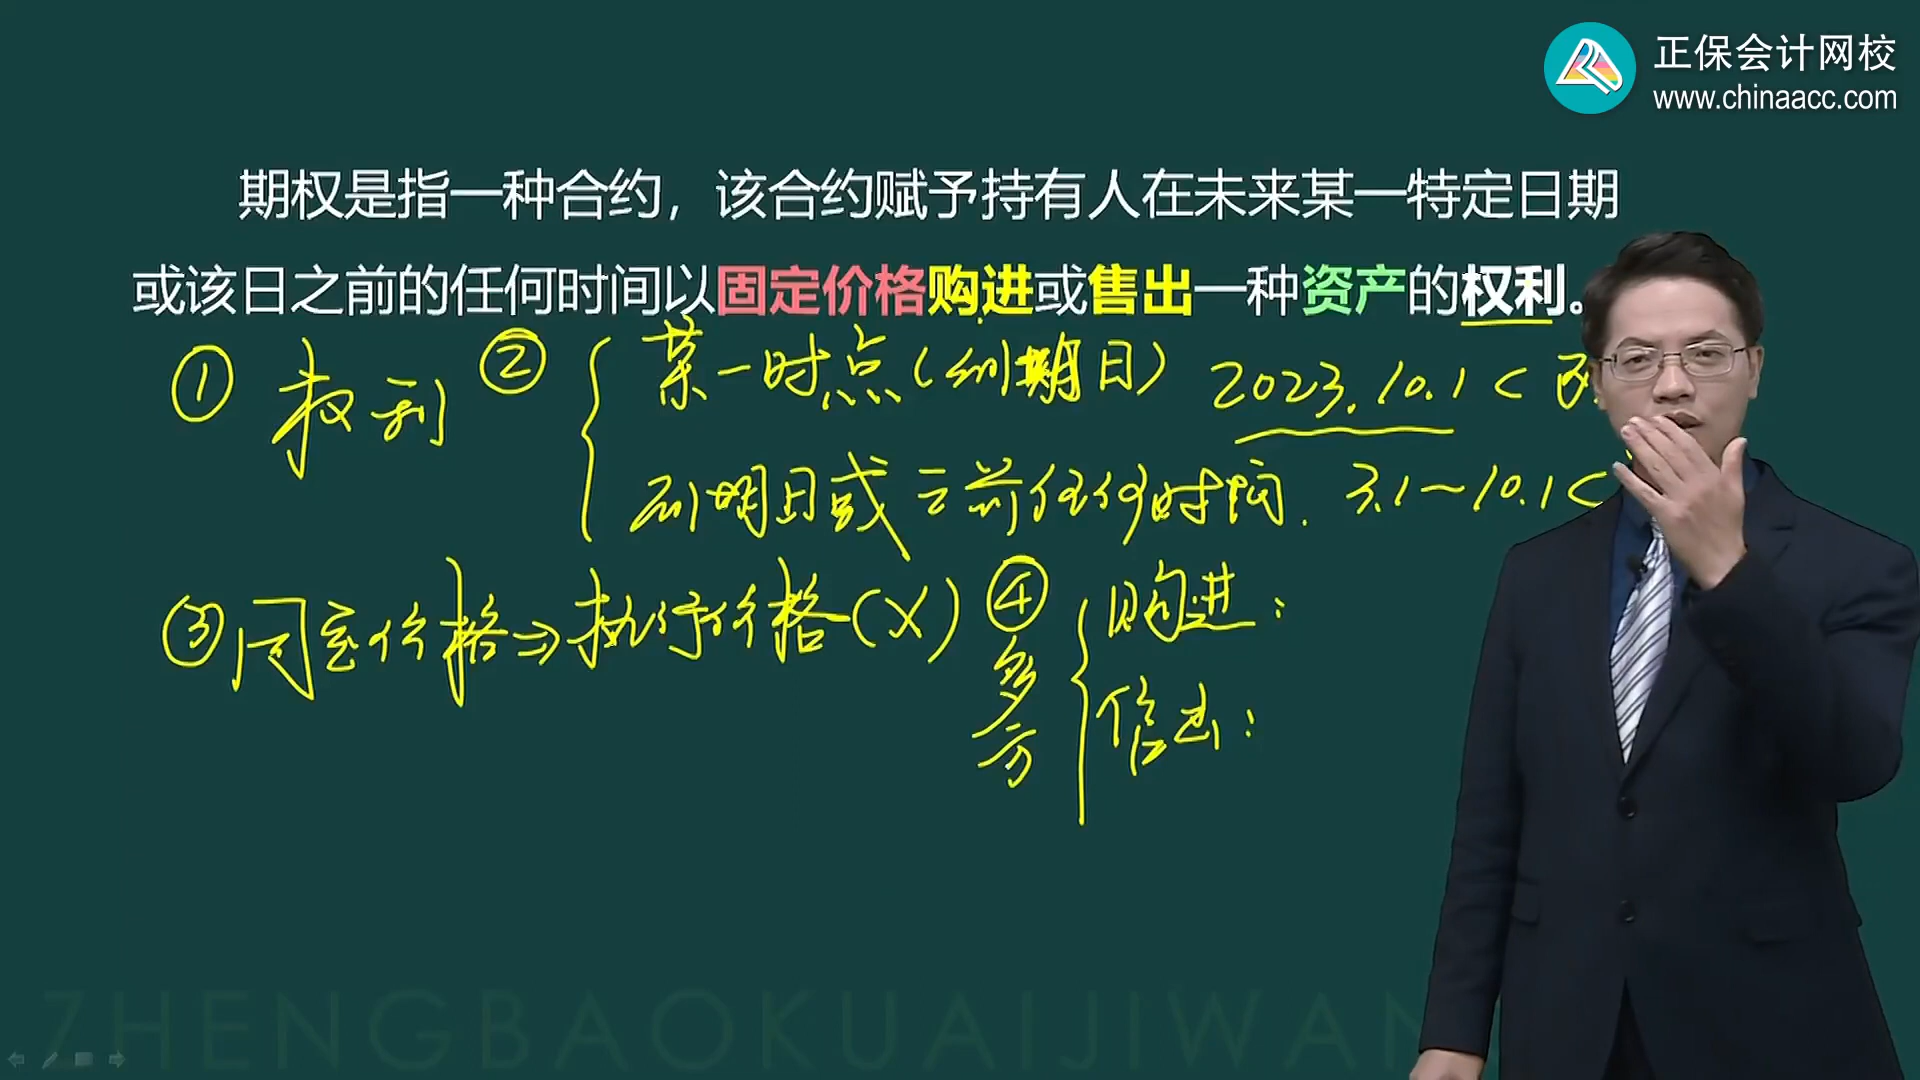 正保会计网校
www.chinaacc.com
期权是指一种合约，该合约赋予持有人在未来某一特定日期
或该日之前的任何时间以固定价格购进或售出一种资产的权利。
① 权利 ② 某一时点(到期日) 2023.10.1 <
到期日或之前任何时间. 3.1～10.1 <
③ 固定价格⇒执行价格(X) ④ 购进：
多方 售出：
ZHENGBAOKUAIJIWAN